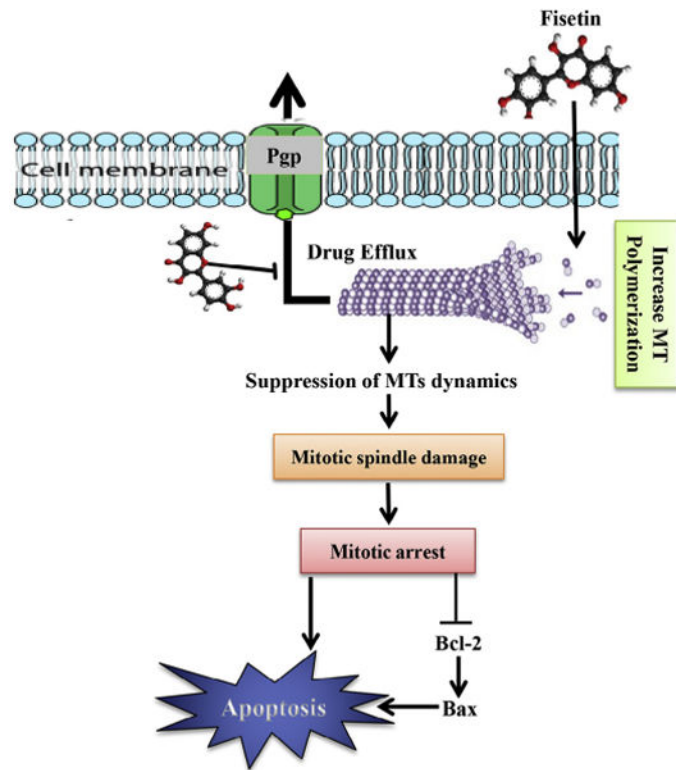 Fisetin
Pgp
Cell membrane
Drug Efflux
Increase MT
Polymerization
Suppression of MTs dynamics
Mitotic spindle damage
Mitotic arrest
Bcl-2
Bax
Apoptosis